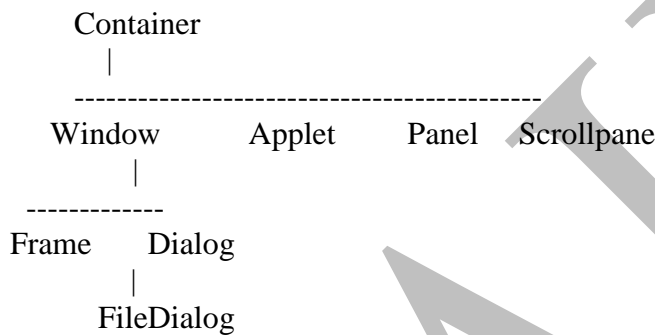 Container
|
--------------------------------------------
Window Applet Panel Scrollpane
|
-------------
Frame Dialog
|
FileDialog